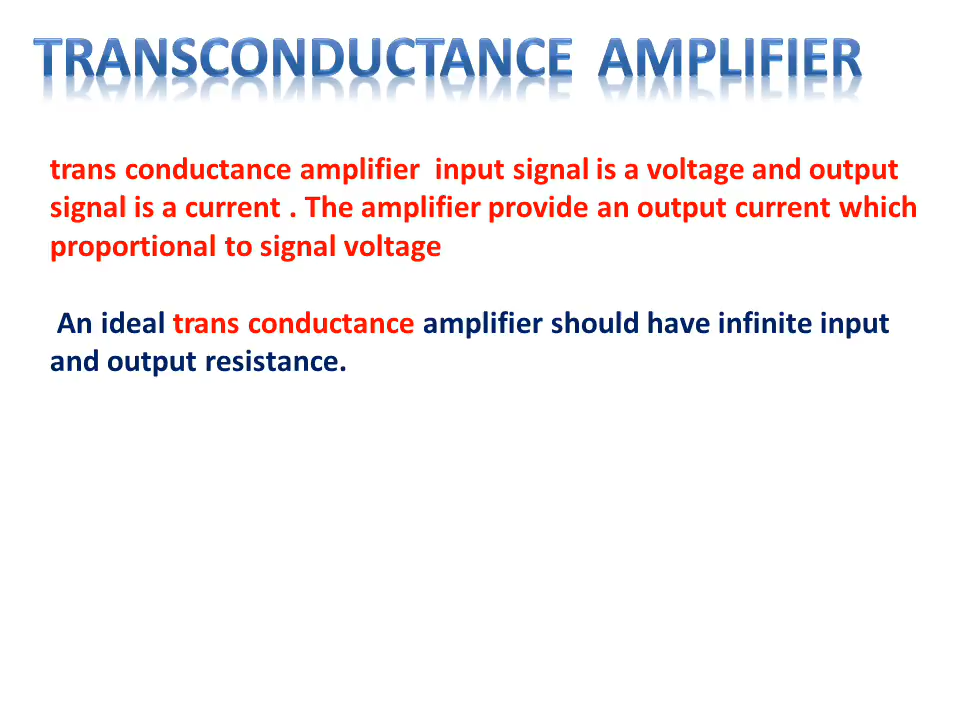 TRANSCONDUCTANCE AMPLIFIER
trans conductance amplifier input signal is a voltage and output
signal is a current . The amplifier provide an output current which
proportional to signal voltage
An ideal trans conductance amplifier should have infinite input
and output resistance.